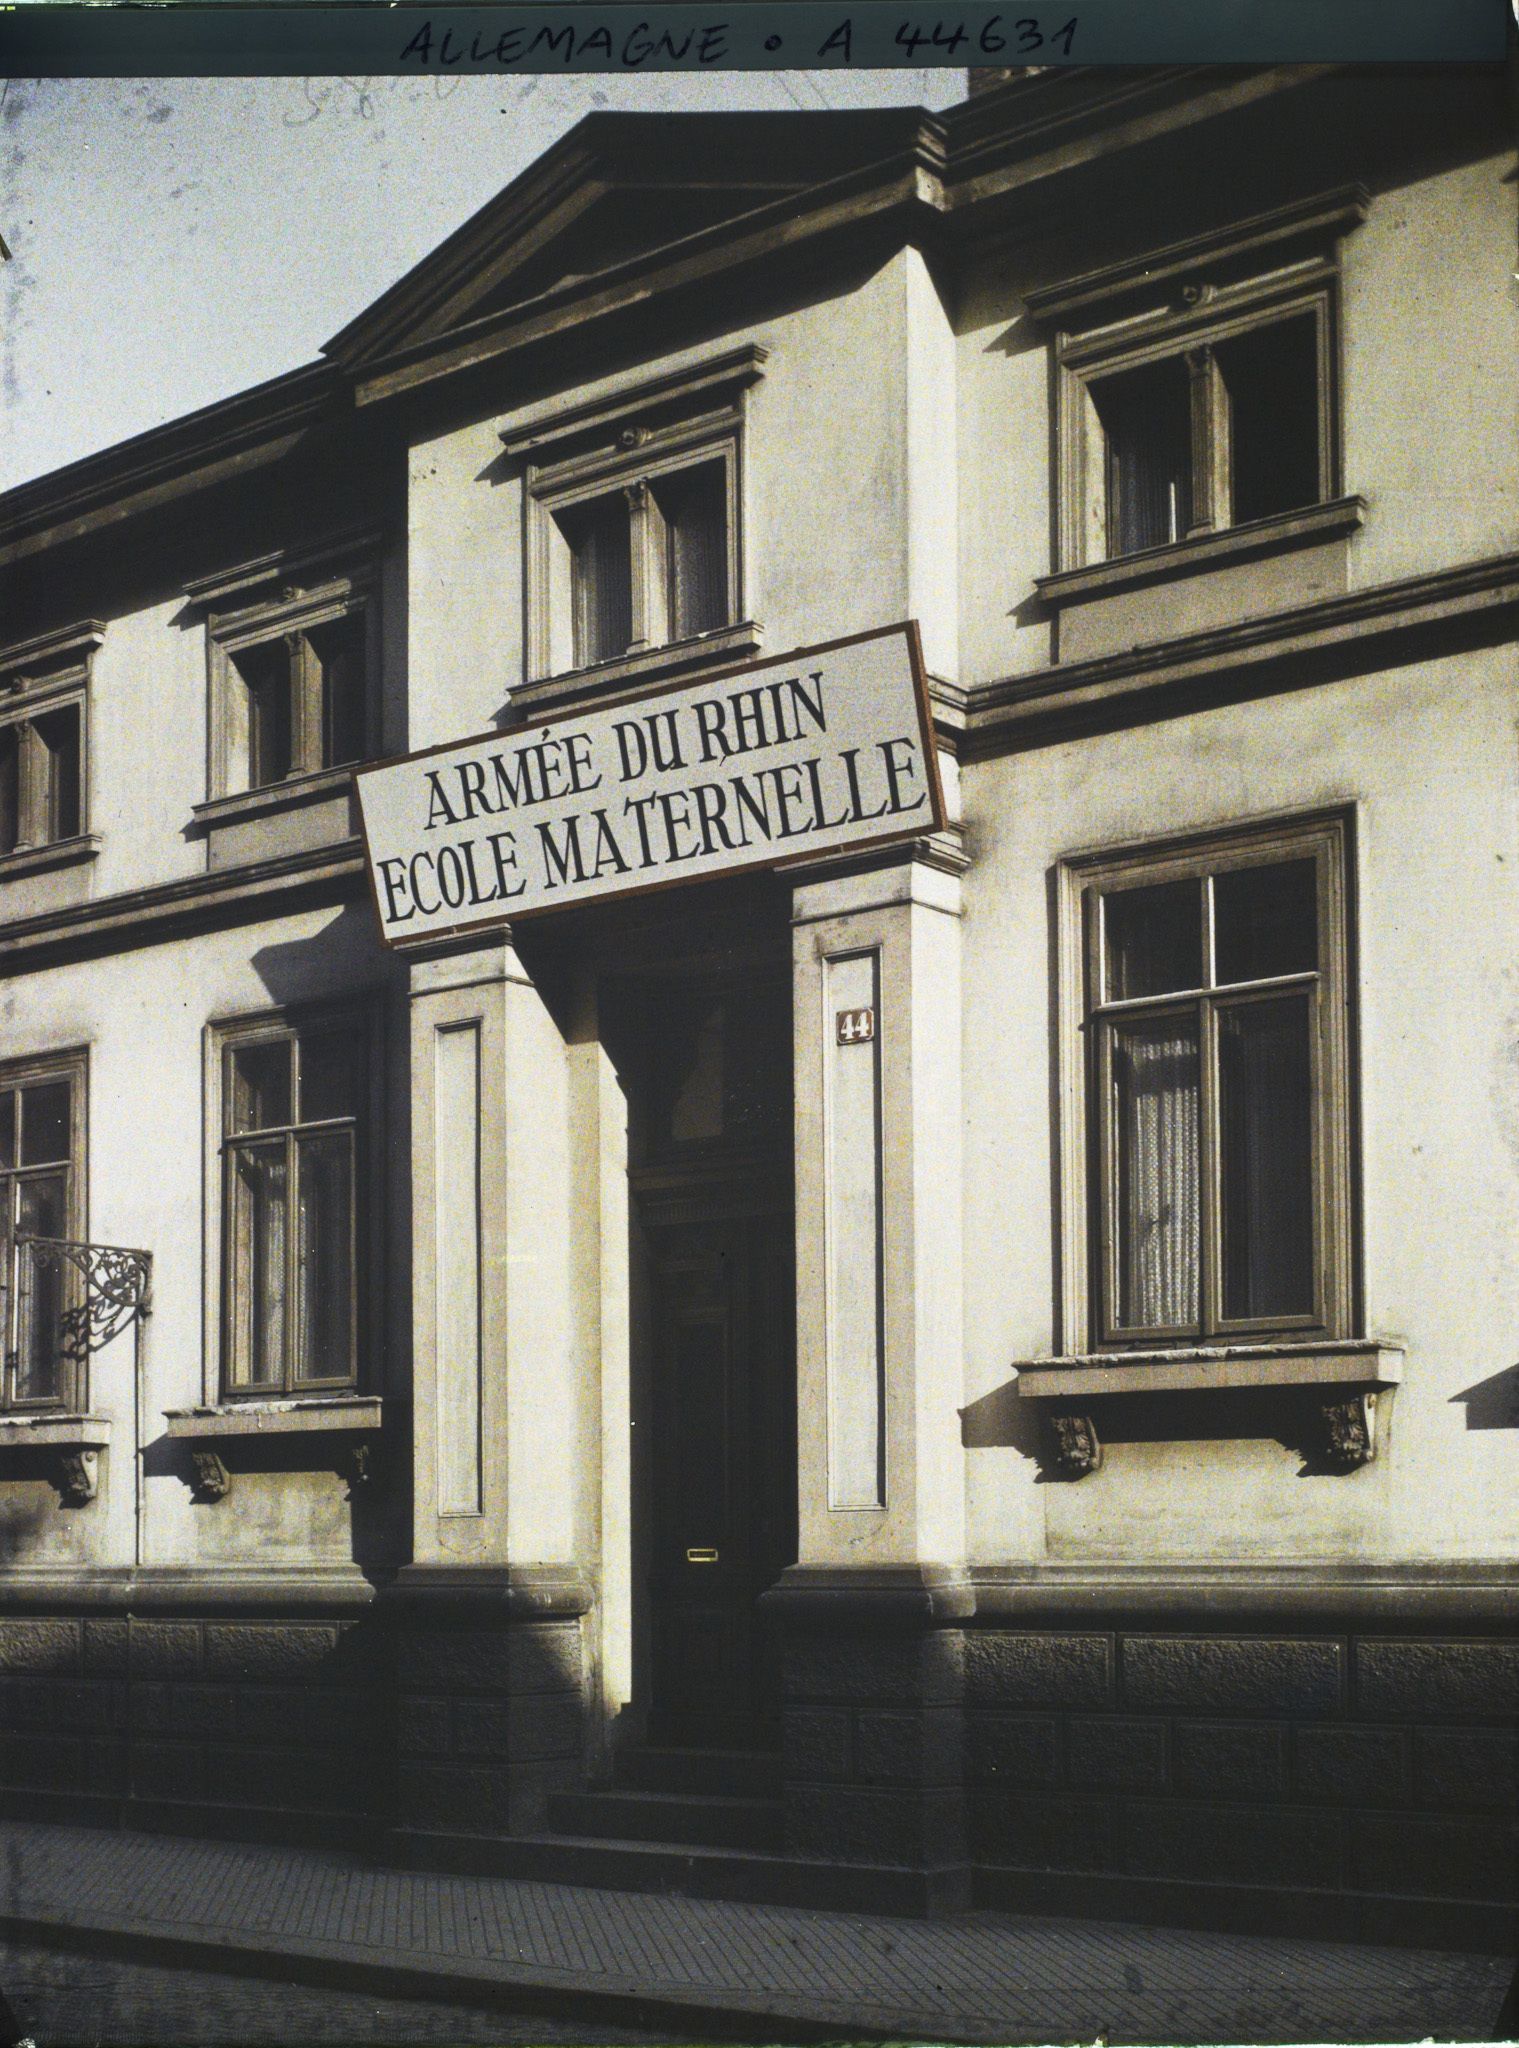 ALLEMAGNE • A 44631
ARMÉE DU RHIN
ECOLE MATERNELLE
44